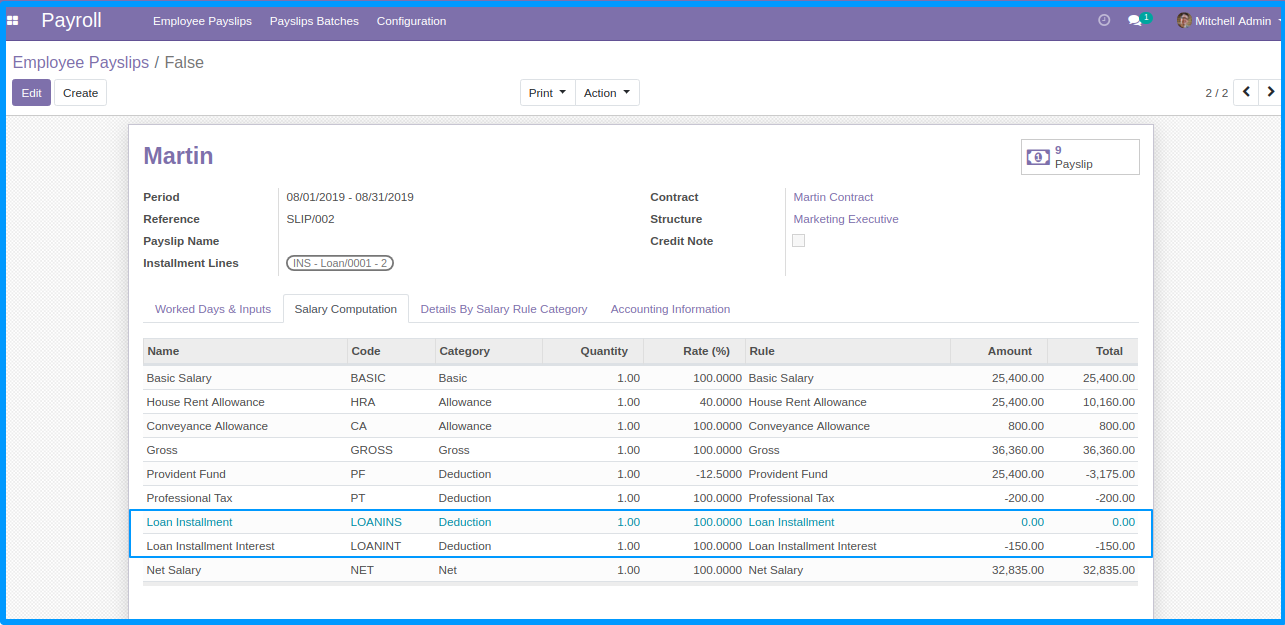 Payroll Employee Payslips Payslips Batches Configuration 1 Mitchell Admin
Employee Payslips / False
Edit Create Print Action 2 / 2
Martin
9
Payslip
1
Period 08/01/2019 - 08/31/2019 Contract Martin Contract
Reference SLIP/002 Structure Marketing Executive
Payslip Name Credit Note
Installment Lines INS - Loan/0001 - 2
Worked Days & Inputs Salary Computation Details By Salary Rule Category Accounting Information
Name Code Category Quantity Rate (%) Rule Amount Total
Basic Salary BASIC Basic 1.00 100.0000 Basic Salary 25,400.00 25,400.00
House Rent Allowance HRA Allowance 1.00 40.0000 House Rent Allowance 25,400.00 10,160.00
Conveyance Allowance CA Allowance 1.00 100.0000 Conveyance Allowance 800.00 800.00
Gross GROSS Gross 1.00 100.0000 Gross 36,360.00 36,360.00
Provident Fund PF Deduction 1.00 -12.5000 Provident Fund 25,400.00 -3,175.00
Professional Tax PT Deduction 1.00 100.0000 Professional Tax -200.00 -200.00
Loan Installment LOANINS Deduction 1.00 100.0000 Loan Installment 0.00 0.00
Loan Installment Interest LOANINT Deduction 1.00 100.0000 Loan Installment Interest -150.00 -150.00
Net Salary NET Net 1.00 100.0000 Net Salary 32,835.00 32,835.00